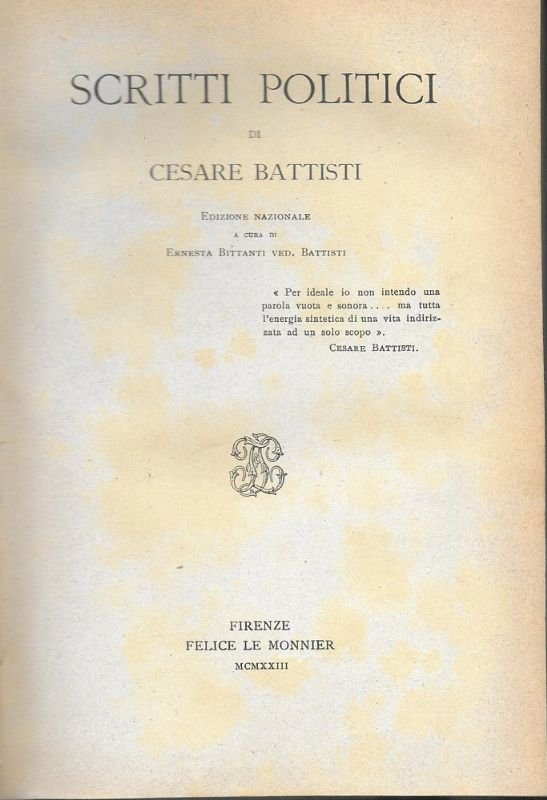 SCRITTI POLITICI
DI
CESARE BATTISTI
EDIZIONE NAZIONALE
A CURA DI
ERNESTA BITTANTI VED. BATTISTI
« Per ideale io non intendo una
parola vuota e sonora.... ma tutta
l'energia sintetica di una vita indiriz-
zata ad un solo scopo ».
CESARE BATTISTI.
FIRENZE
FELICE LE MONNIER
MCMXXIII